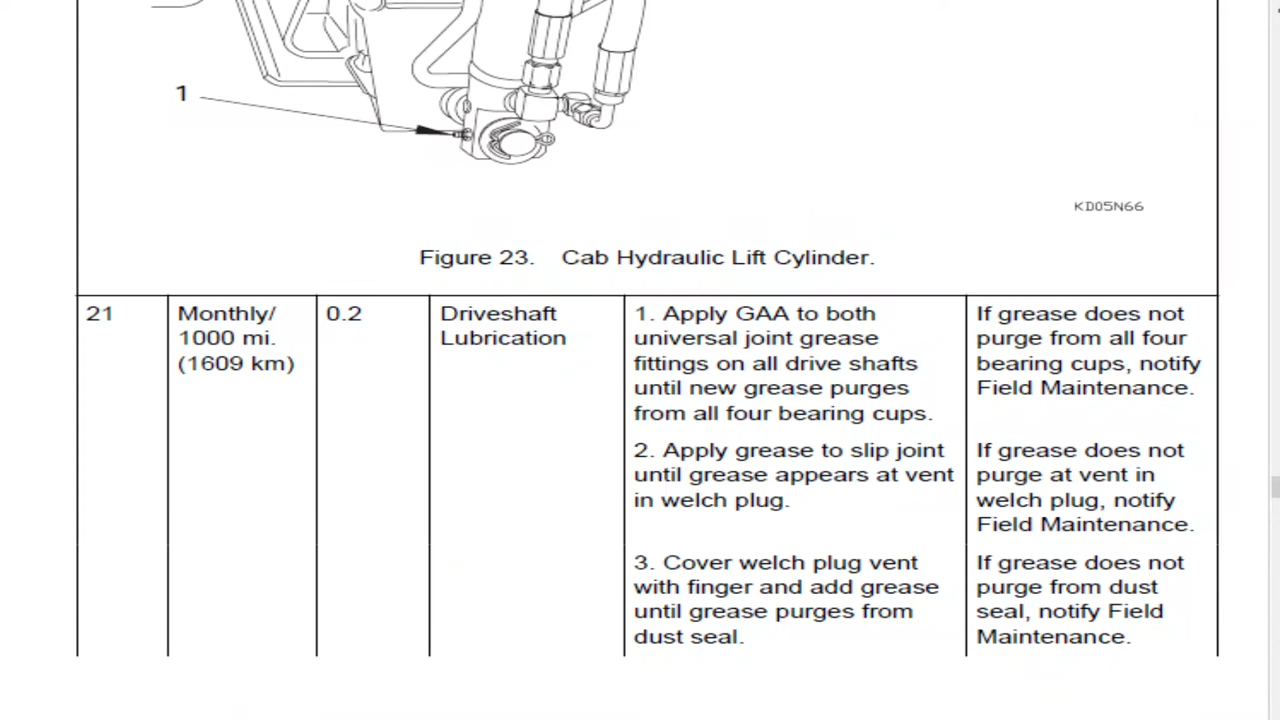 1
KD05N66
Figure 23. Cab Hydraulic Lift Cylinder.
21
Monthly/
1000 mi.
(1609 km)
0.2
Driveshaft
Lubrication
1. Apply GAA to both
universal joint grease
fittings on all drive shafts
until new grease purges
from all four bearing cups.
If grease does not
purge from all four
bearing cups, notify
Field Maintenance.
2. Apply grease to slip joint
until grease appears at vent
in welch plug.
If grease does not
purge at vent in
welch plug, notify
Field Maintenance.
3. Cover welch plug vent
with finger and add grease
until grease purges from
dust seal.
If grease does not
purge from dust
seal, notify Field
Maintenance.